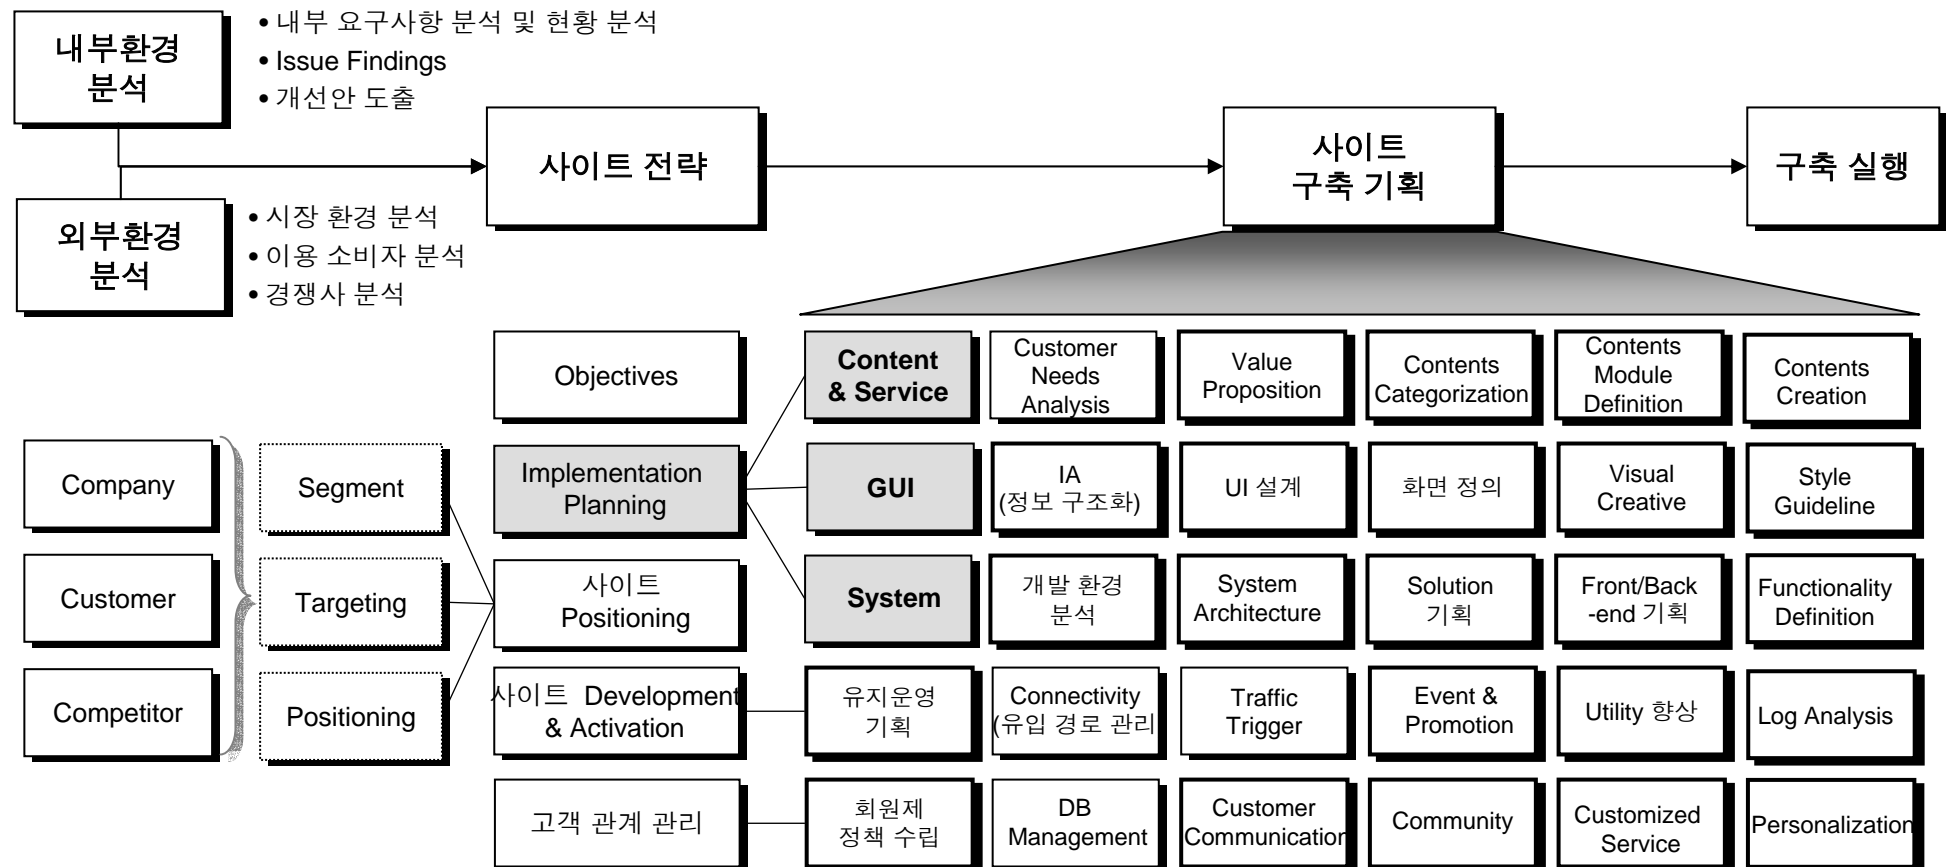 내부환경
분석
• 내부 요구사항 분석 및 현황 분석
• Issue Findings
• 개선안 도출
사이트 전략
사이트
구축 기획
구축 실행
외부환경
분석
• 시장 환경 분석
• 이용 소비자 분석
• 경쟁사 분석
Company
Customer
Competitor
Segment
Targeting
Positioning
Objectives
Implementation
Planning
사이트
Positioning
사이트 Development
& Activation
고객 관계 관리
Content
& Service
Customer
Needs
Analysis
Value
Proposition
Contents
Categorization
Contents
Module
Definition
Contents
Creation
GUI
IA
(정보 구조화)
UI 설계
화면 정의
Visual
Creative
Style
Guideline
System
개발 환경
분석
System
Architecture
Solution
기획
Front/Back
-end 기획
Functionality
Definition
유지운영
기획
Connectivity
(유입 경로 관리
Traffic
Trigger
Event &
Promotion
Utility 향상
Log Analysis
회원제
정책 수립
DB
Management
Customer
Communication
Community
Customized
Service
Personalization